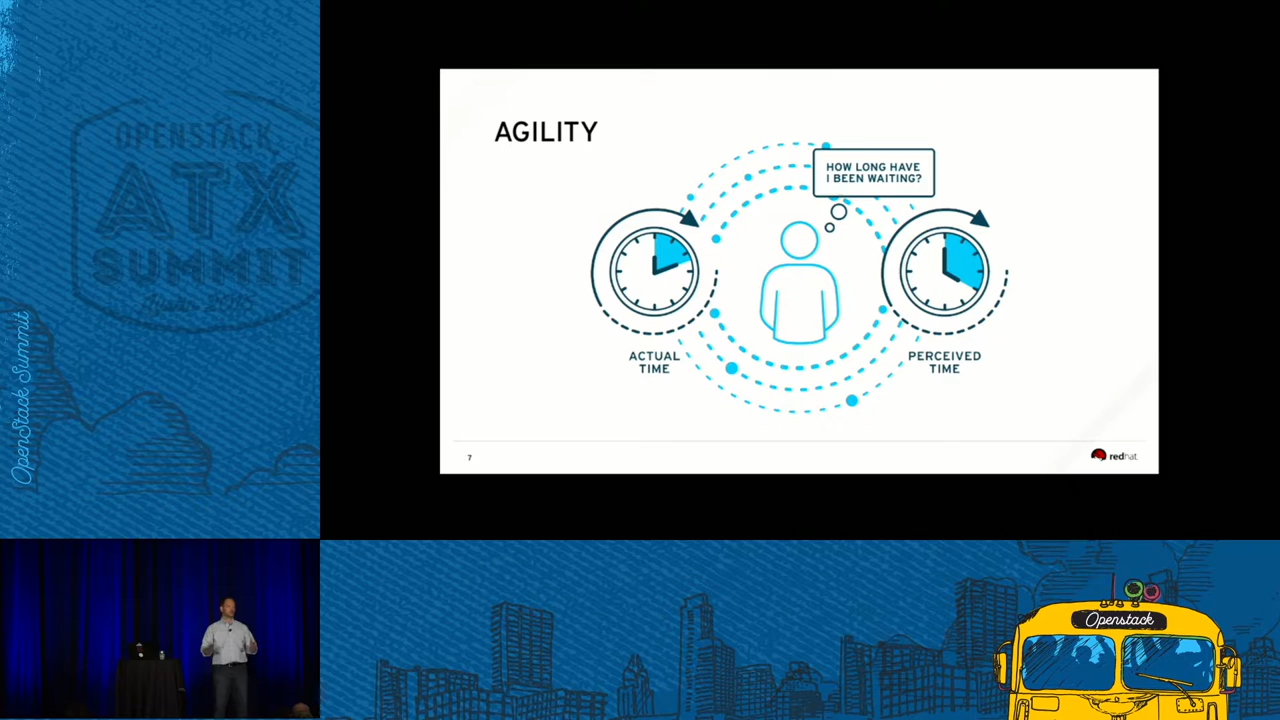 OPENSTACK
ATX
SUMMIT
OpenStack Summit
AGILITY
HOW LONG HAVE
I BEEN WAITING?
ACTUAL
TIME
PERCEIVED
TIME
7
redhat.
Openstack